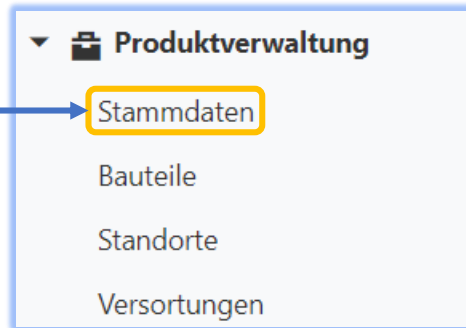 Produktverwaltung
Stammdaten
Bauteile
Standorte
Versortungen